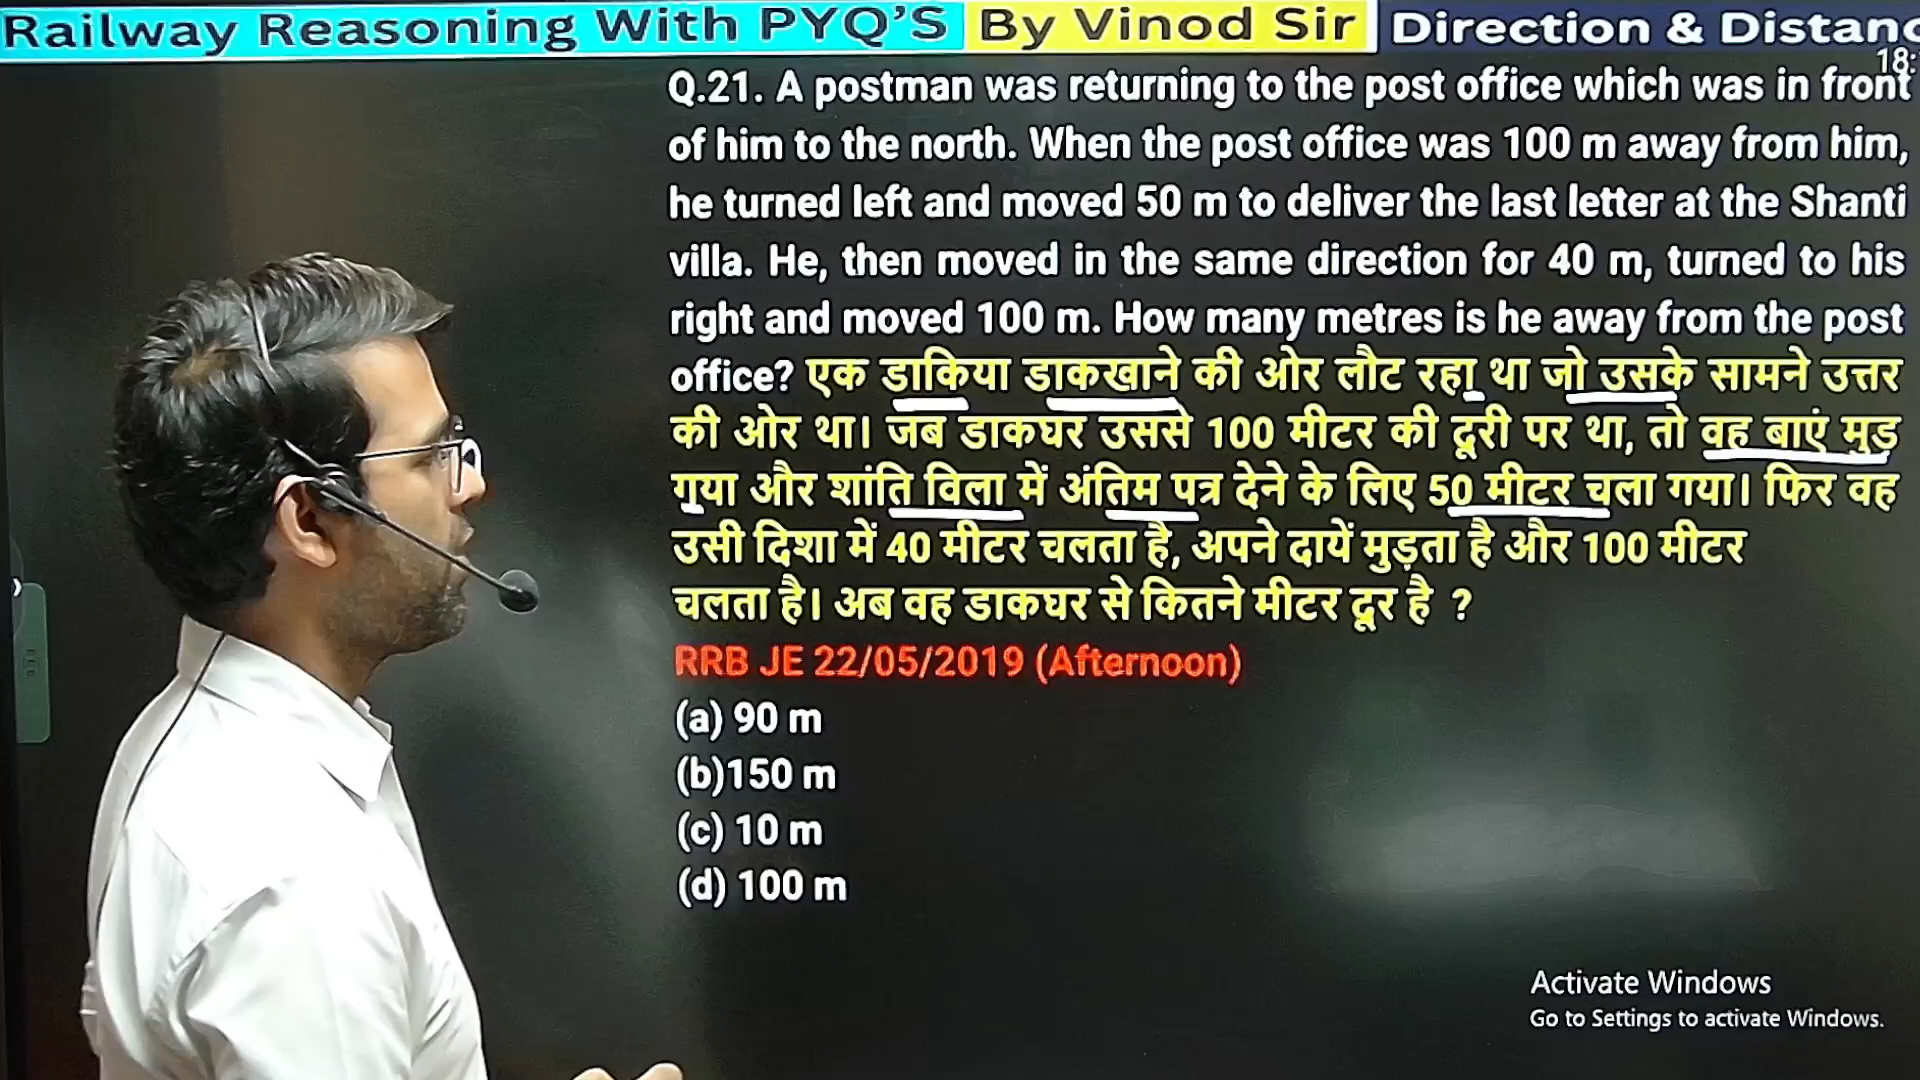 Railway Reasoning With PYQ'S By Vinod Sir Direction &
18:
Q.21. A postman was returning to the post office which was in front
of him to the north. When the post office was 100 m away from him,
he turned left and moved 50 m to deliver the last letter at the Shanti
villa. He, then moved in the same direction for 40 m, turned to his
right and moved 100 m. How many metres is he away from the post
office? एक डाकिया डाकखाने की ओर लौट रहा था जो उसके सामने उत्तर
की ओर था। जब डाकघर उससे 100 मीटर की दूरी पर था, तो वह बाएं मुड़
गया और शांति विला में अंतिम पत्र देने के लिए 50 मीटर चला गया। फिर वह
उसी दिशा में 40 मीटर चलता है, अपने दायें मुड़ता है और 100 मीटर
चलता है। अब वह डाकघर से कितने मीटर दूर है ?
RRB JE 22/05/2019 (Afternoon)
(a) 90 m
(b)150 m
(c) 10 m
(d) 100 m
Activate Windows
Go to Settings to activate Windows.